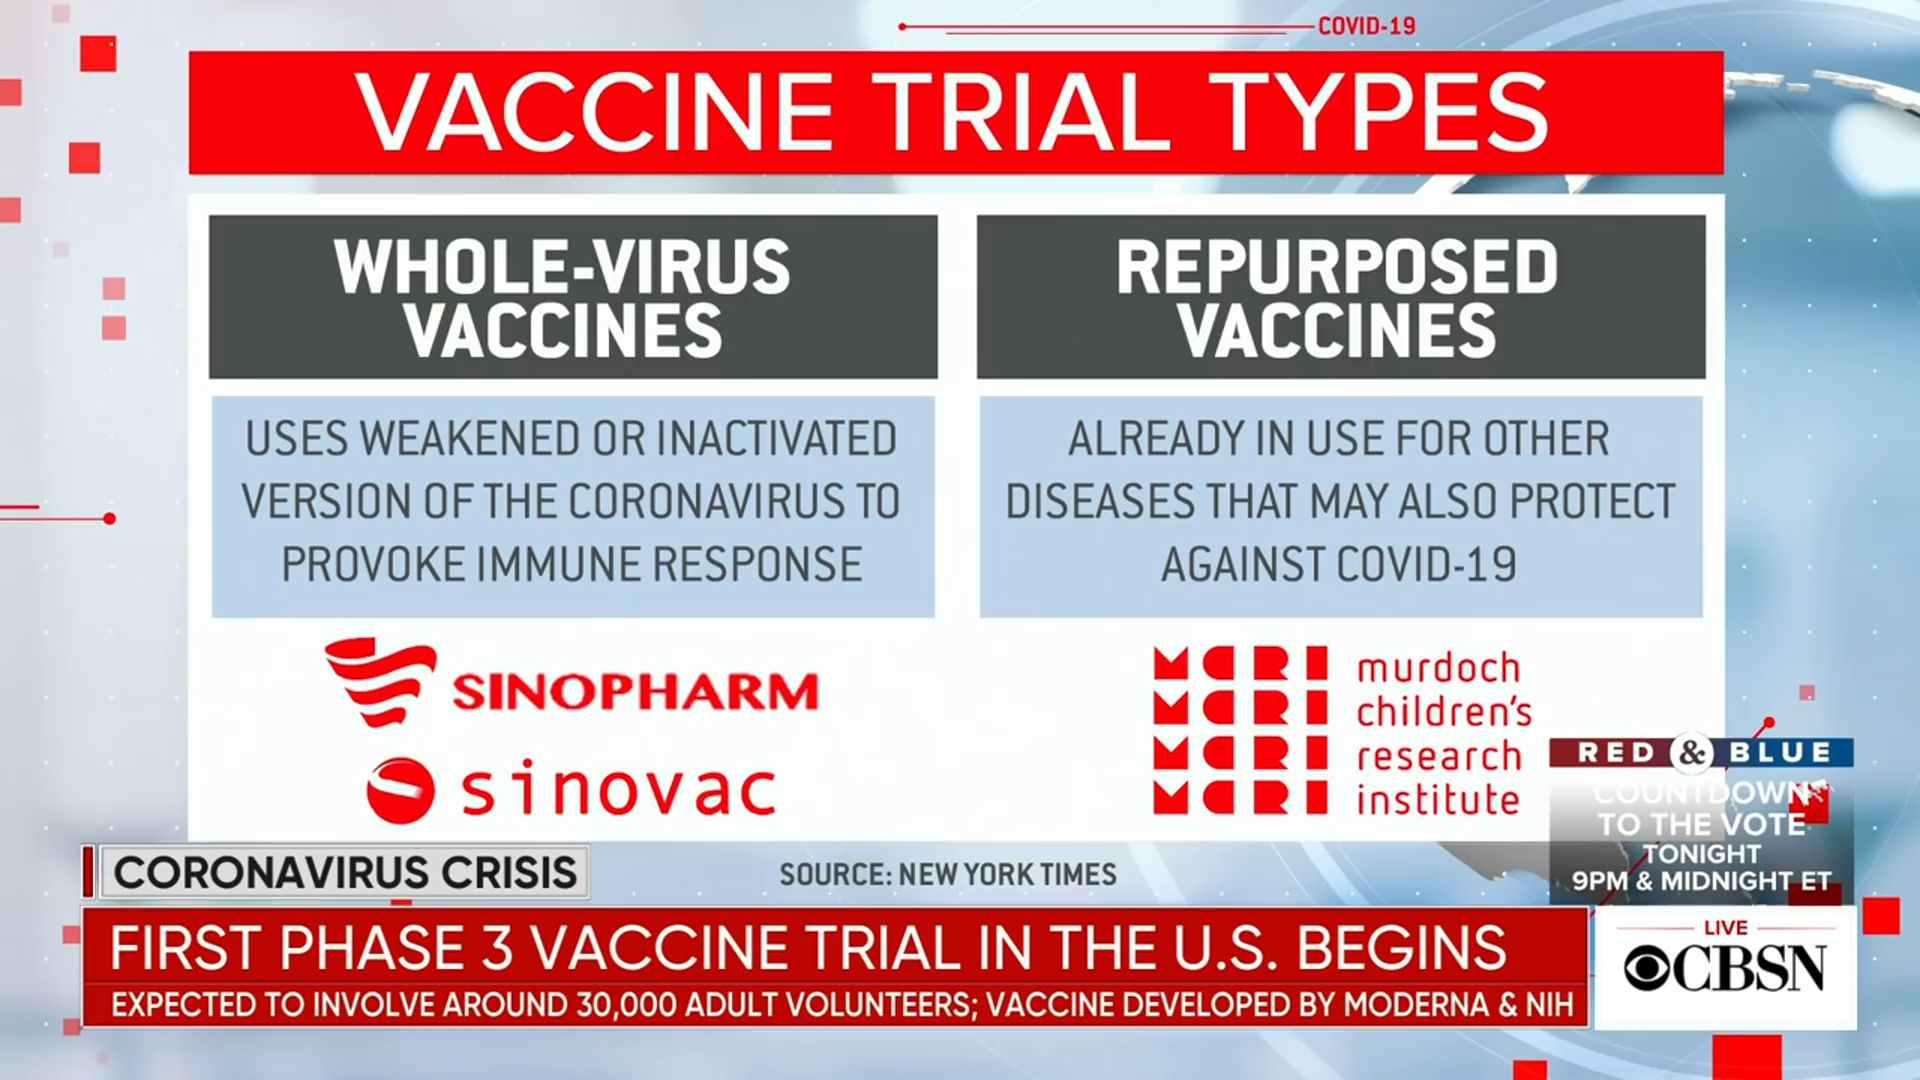 COVID-19
VACCINE TRIAL TYPES
WHOLE-VIRUS
VACCINES
USES WEAKENED OR INACTIVATED
VERSION OF THE CORONAVIRUS TO
PROVOKE IMMUNE RESPONSE
SINOPHARM
sinovac
REPURPOSED
VACCINES
ALREADY IN USE FOR OTHER
DISEASES THAT MAY ALSO PROTECT
AGAINST COVID-19
MCRI
MCRI
MCRI
MCRI
murdoch
children's
research
institute
RED & BLUE
COUNTDOWN
TO THE VOTE
TONIGHT
9PM & MIDNIGHT ET
CORONAVIRUS CRISIS
SOURCE: NEW YORK TIMES
FIRST PHASE 3 VACCINE TRIAL IN THE U.S. BEGINS
EXPECTED TO INVOLVE AROUND 30,000 ADULT VOLUNTEERS; VACCINE DEVELOPED BY MODERNA & NIH
LIVE
CBSN